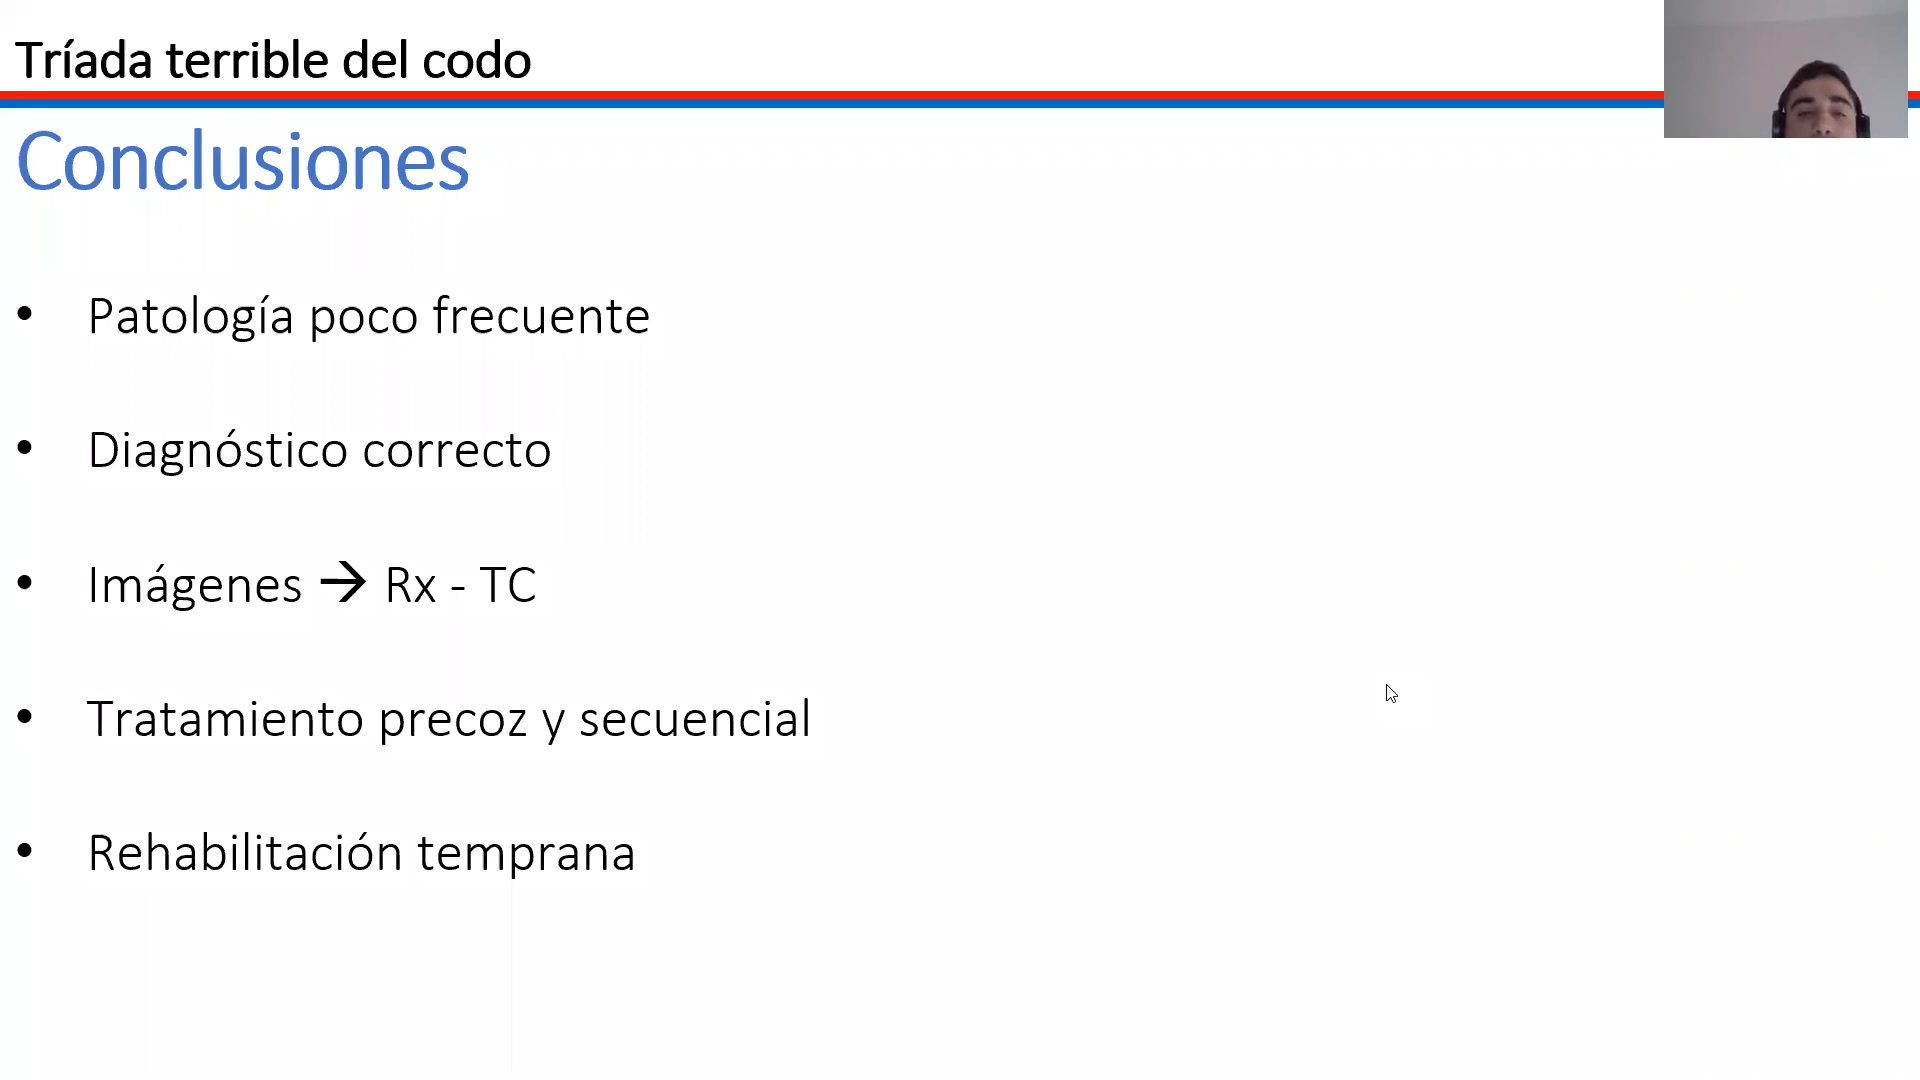 Tríada terrible del codo
Conclusiones
• Patología poco frecuente
• Diagnóstico correcto
• Imágenes → Rx - TC
• Tratamiento precoz y secuencial
• Rehabilitación temprana